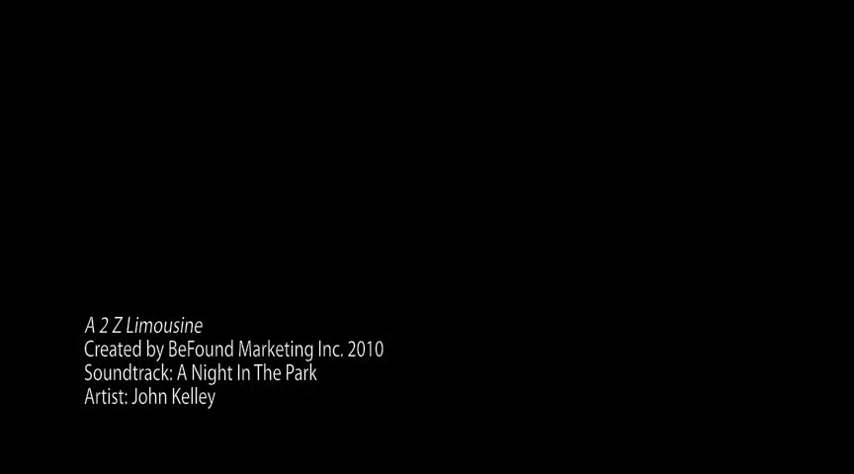 A 2 Z Limousine
Created by BeFound Marketing Inc. 2010
Soundtrack: A Night In The Park
Artist: John Kelley